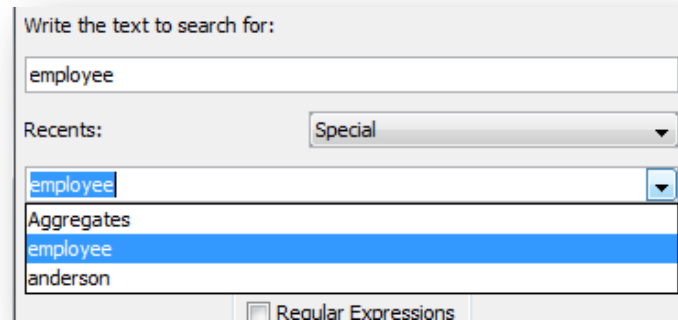 Write the text to search for:
employee
Recents: Special
employee
Aggregates
employee
anderson
Regular Expressions